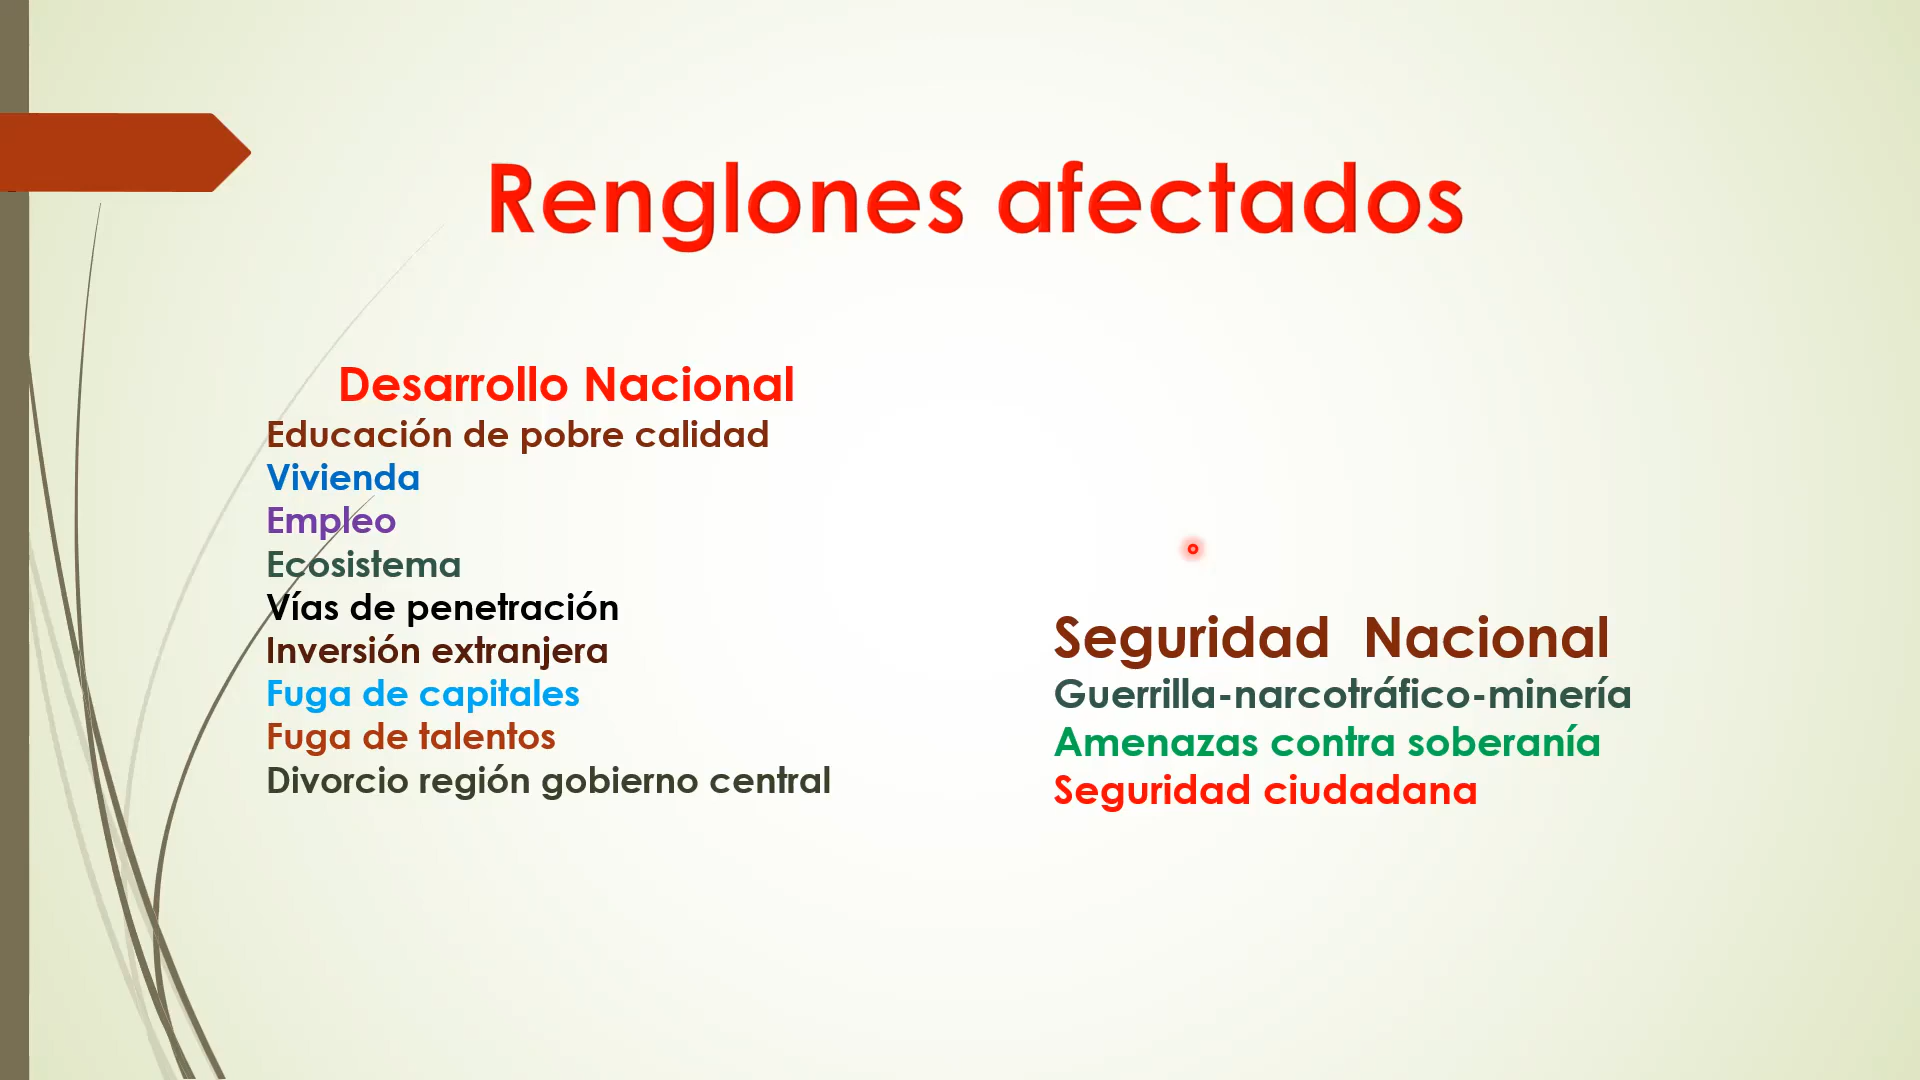 Renglones afectados
Desarrollo Nacional
Educación de pobre calidad
Vivienda
Empleo
Ecosistema
Vías de penetración
Inversión extranjera
Fuga de capitales
Fuga de talentos
Divorcio región gobierno central
Seguridad  Nacional
Guerrilla-narcotráfico-minería
Amenazas contra soberanía
Seguridad ciudadana